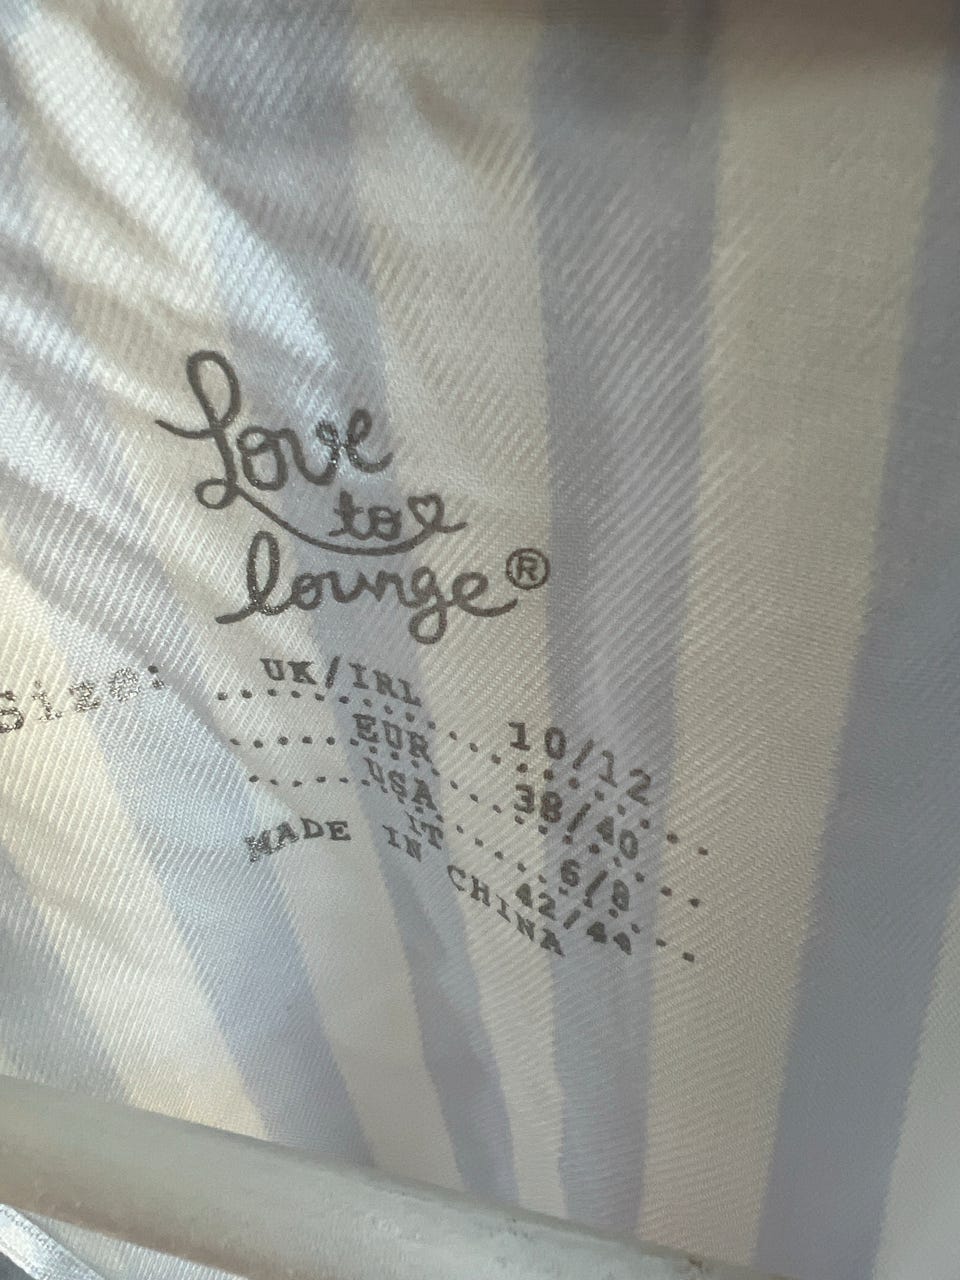 Love
to
lounge®
Size:
UK/IRL 10/12
EUR 38/40
USA 6/8
IT 42/44
MADE IN CHINA